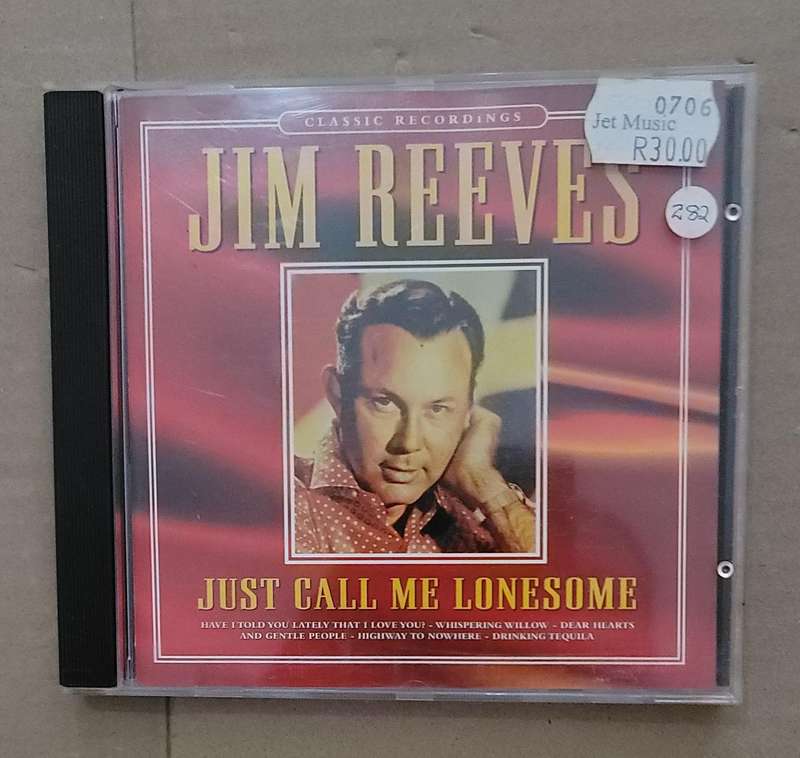 0706
Jet Music
R30.00
282
CLASSIC RECORDiNGS
JIM REEVES
JUST CALL ME LONESOME
HAVE I TOLD YOU LATELY THAT I LOVE YOU? - WHISPERING WILLOW - DEAR HEARTS
AND GENTLE PEOPLE - HIGHWAY TO NOWHERE - DRINKING TEQUILA